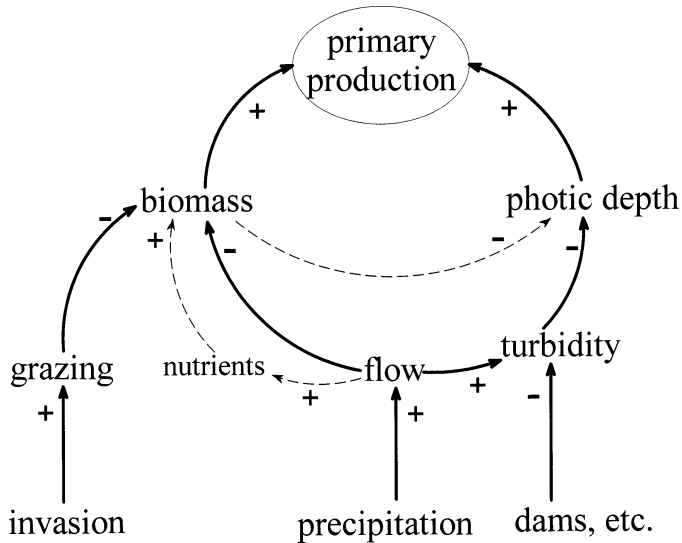 primary
production
+
+
biomass
photic depth
-
+
-
-
-
grazing
nutrients
flow
turbidity
+
+
+
+
-
invasion
precipitation
dams, etc.